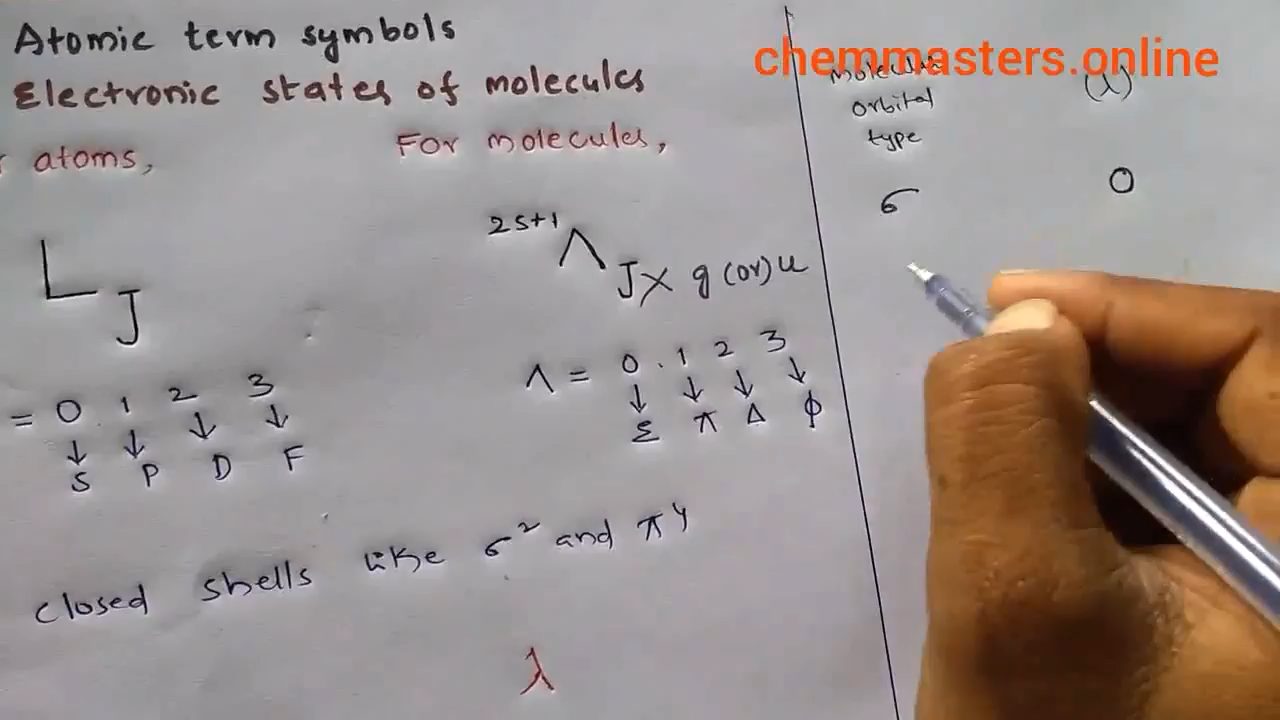 Atomic term symbols
Electronic states of molecules
atoms,
For molecules,
L J
2S+1 Λ J X g (or) u
= 0 1 2 3
↓ ↓ ↓ ↓
S P D F
Λ = 0 . 1 2 3
↓ ↓ ↓ ↓
Σ π Δ ϕ
closed shells like σ² and π⁴
λ
chemmasters.online
molecular
orbital
type
(λ)
σ 0